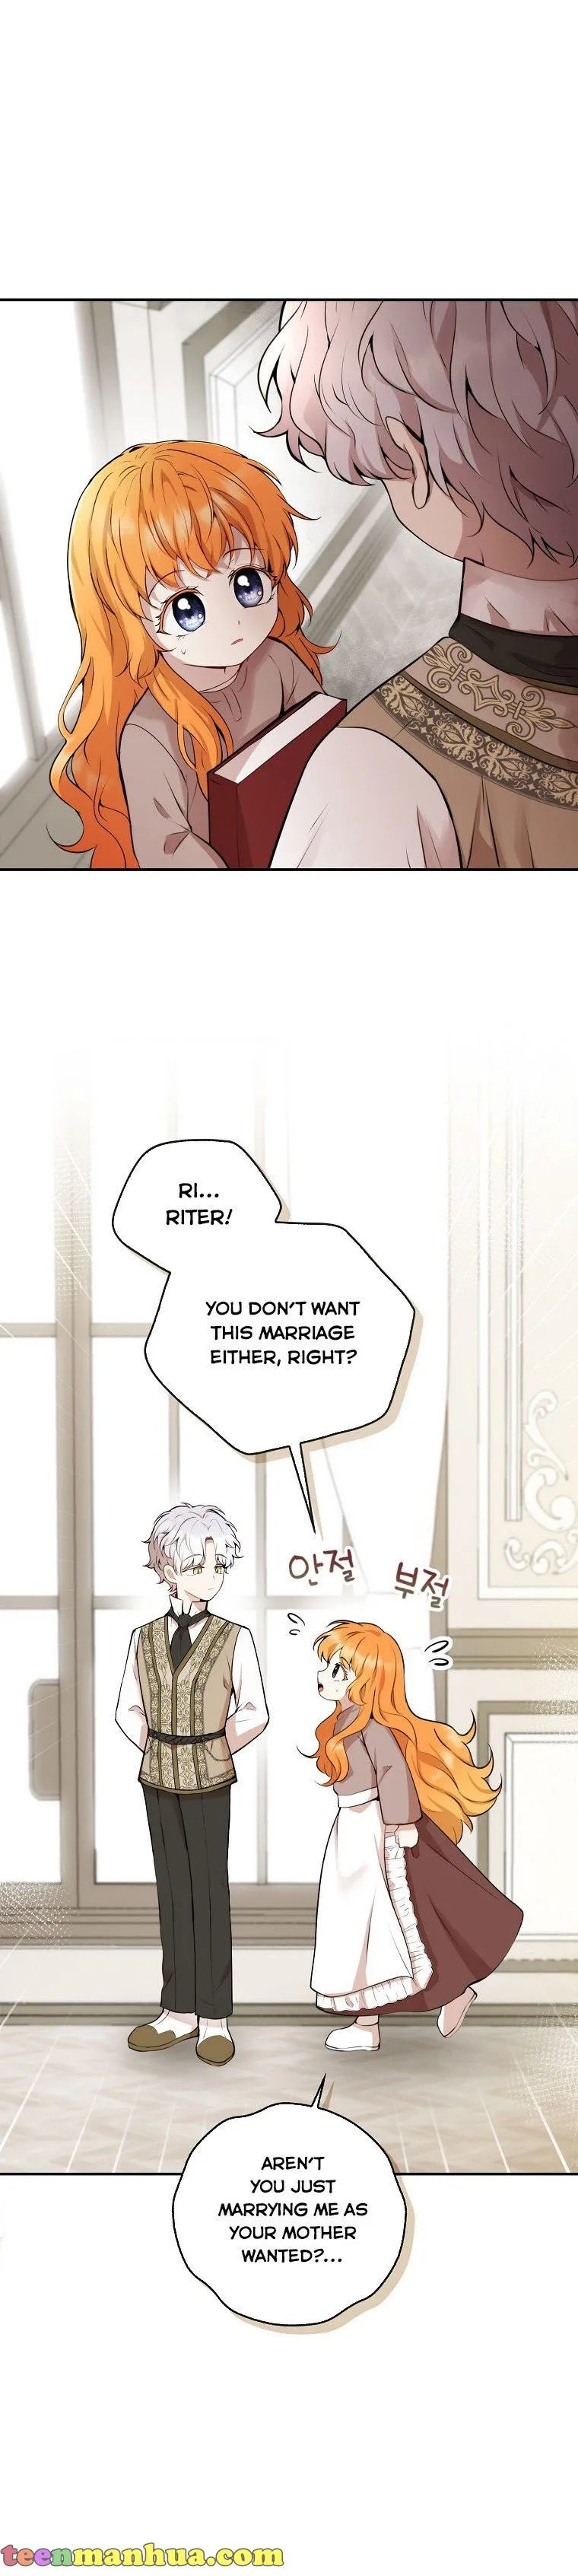 RI...
RITER!
YOU DON'T WANT
THIS MARRIAGE
EITHER, RIGHT?
안절 부절
AREN'T
YOU JUST
MARRYING ME AS
YOUR MOTHER
WANTED?...
teenmanhua.com